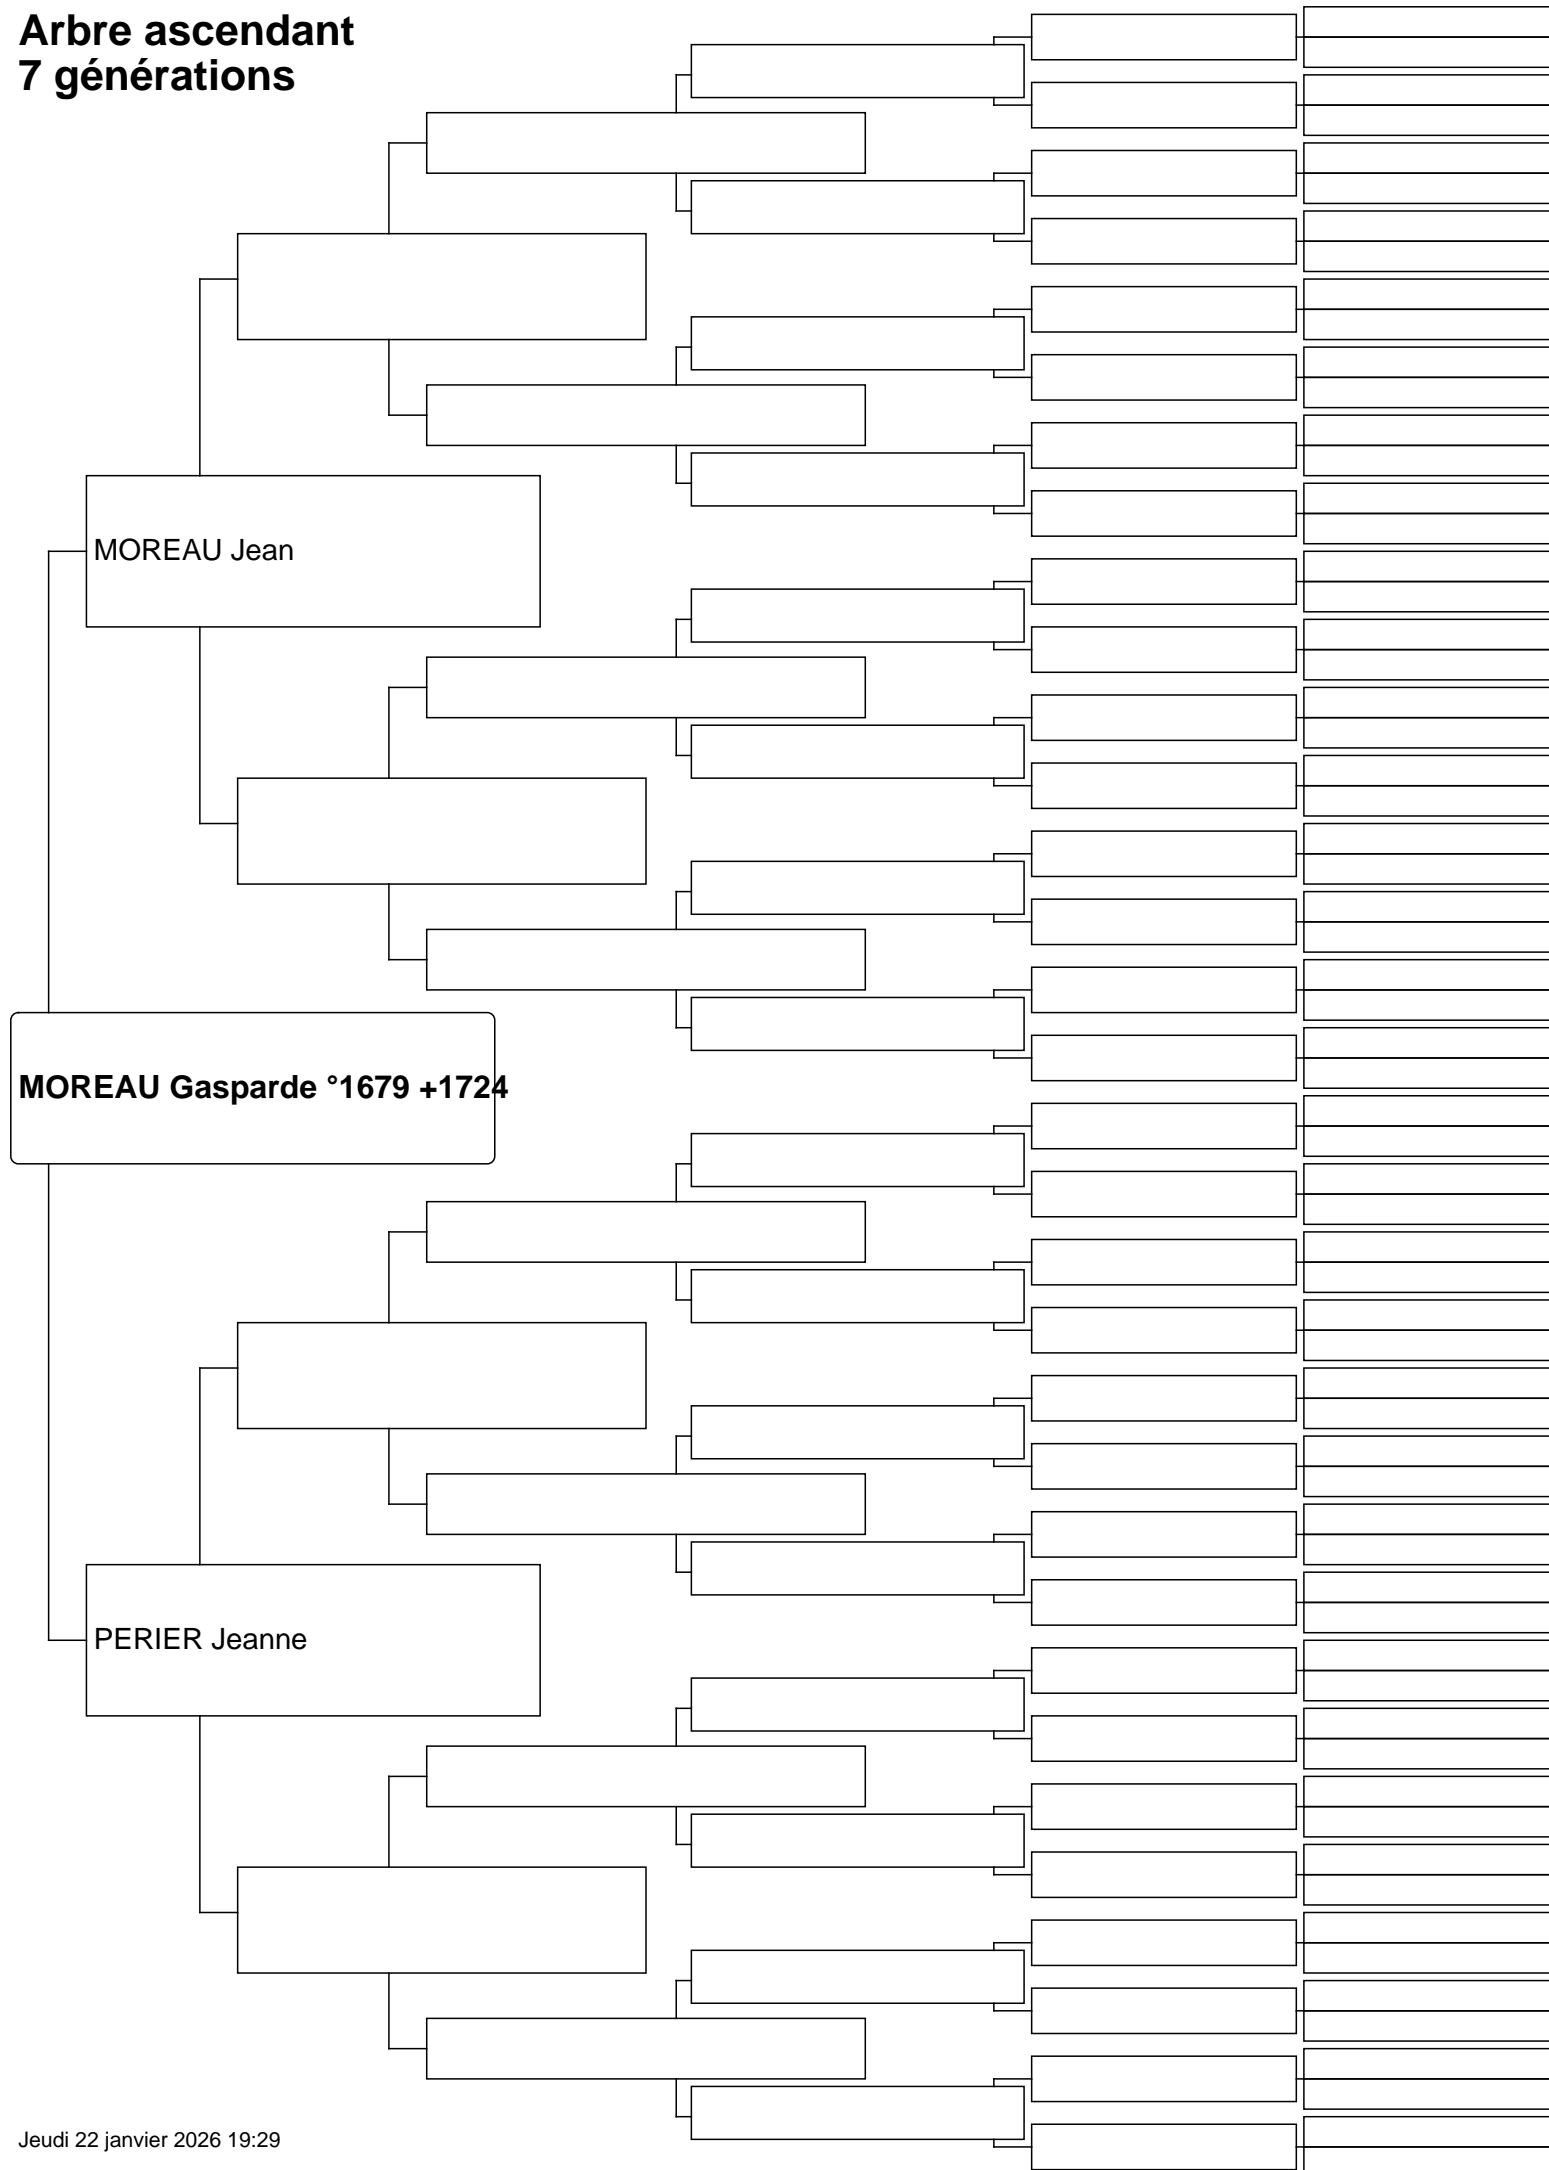 Arbre ascendant
7 générations
MOREAU Jean
MOREAU Gasparde °1679 +1724
PERIER Jeanne
Jeudi 22 janvier 2026 19:29